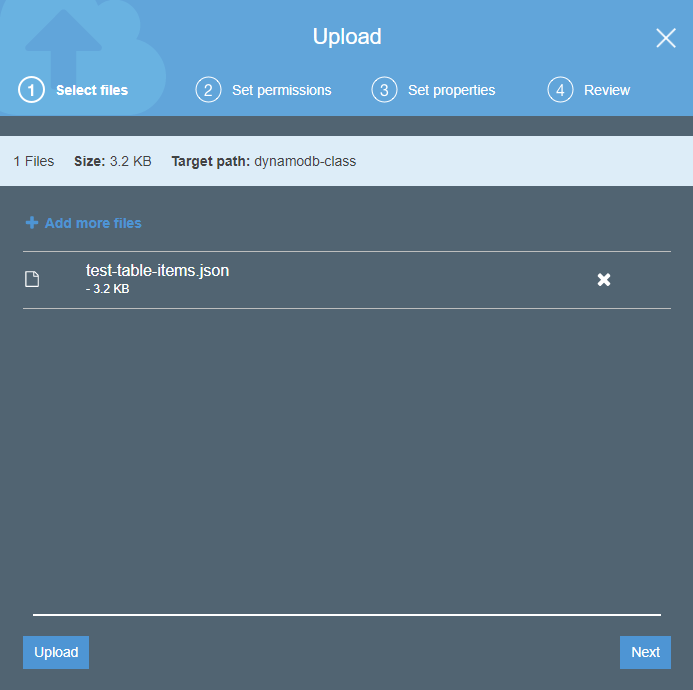 Upload
1 Select files 2 Set permissions 3 Set properties 4 Review
1 Files Size: 3.2 KB Target path: dynamodb-class
Add more files
test-table-items.json
- 3.2 KB
Upload Next